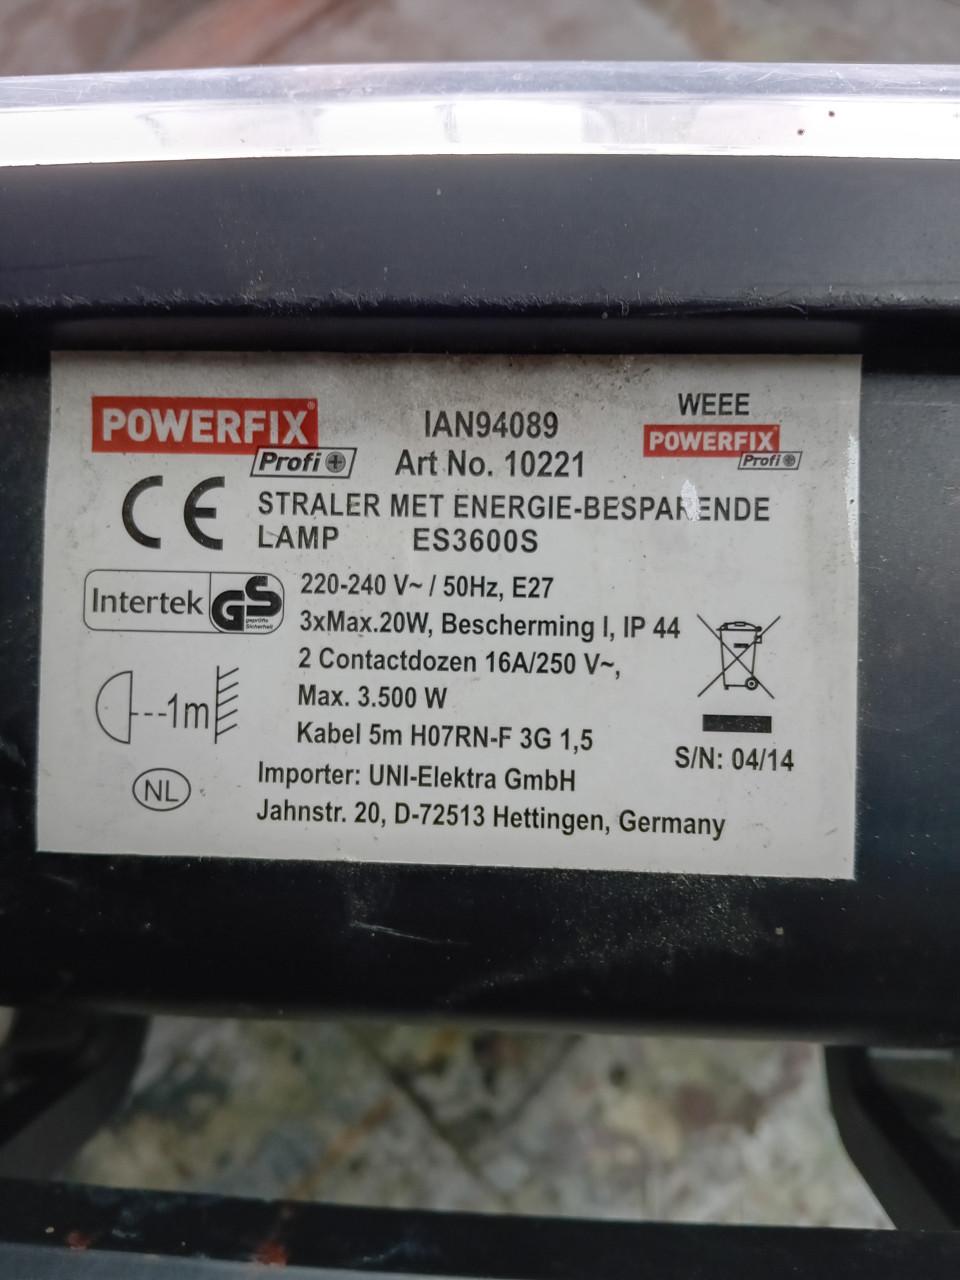 POWERFIX®
Profi+
IAN94089
Art No. 10221
WEEE
POWERFIX
Profi+
CE
STRALER MET ENERGIE-BESPARENDE
LAMP ES3600S
Intertek GS
geprüfte
Sicherheit
220-240 V~ / 50Hz, E27
3xMax.20W, Bescherming I, IP 44
2 Contactdozen 16A/250 V~,
Max. 3.500 W
Kabel 5m H07RN-F 3G 1,5
1m
S/N: 04/14
NL
Importer: UNI-Elektra GmbH
Jahnstr. 20, D-72513 Hettingen, Germany